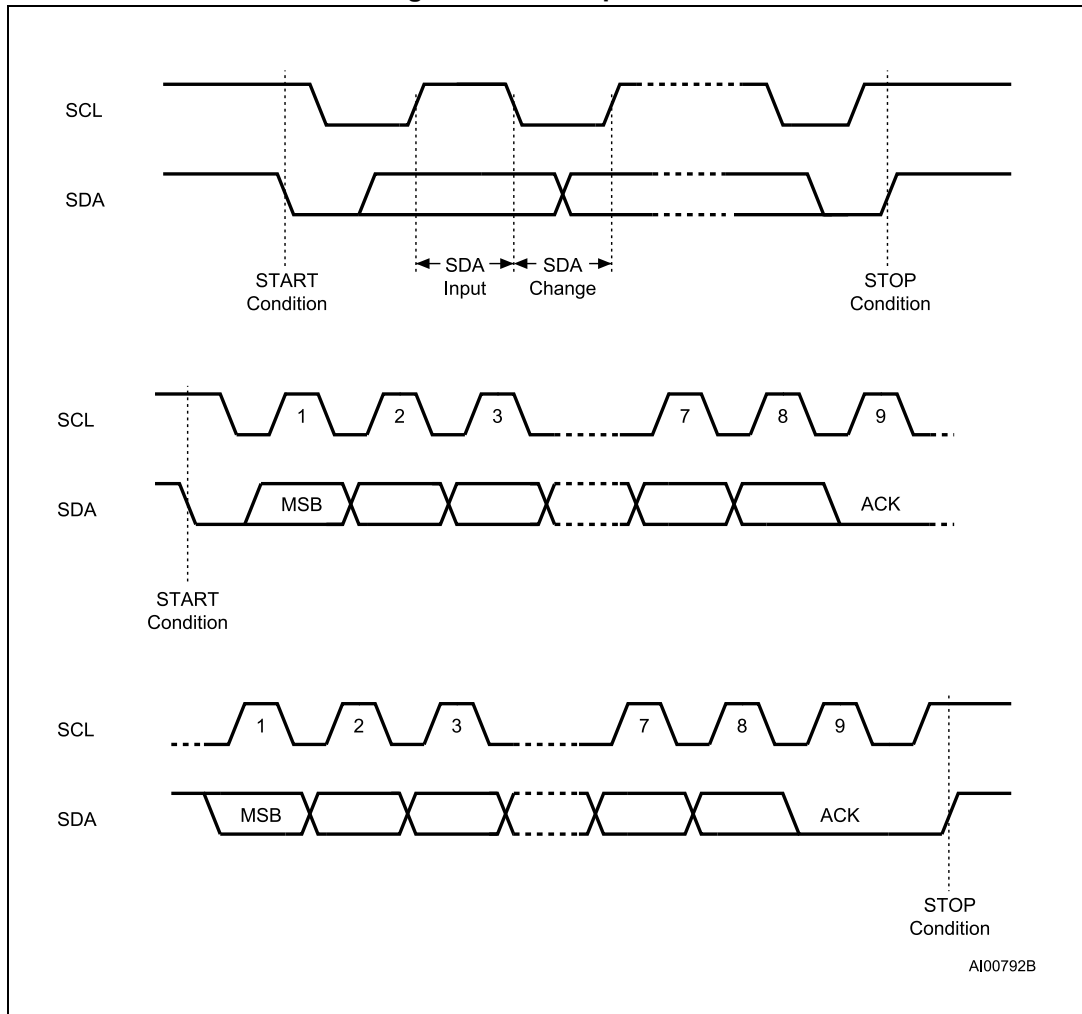 SCL
SDA
START
Condition
SDA
Input
SDA
Change
STOP
Condition
SCL
1 2 3 7 8 9
SDA
MSB
ACK
START
Condition
SCL
1 2 3 7 8 9
SDA
MSB
ACK
STOP
Condition
AI00792B